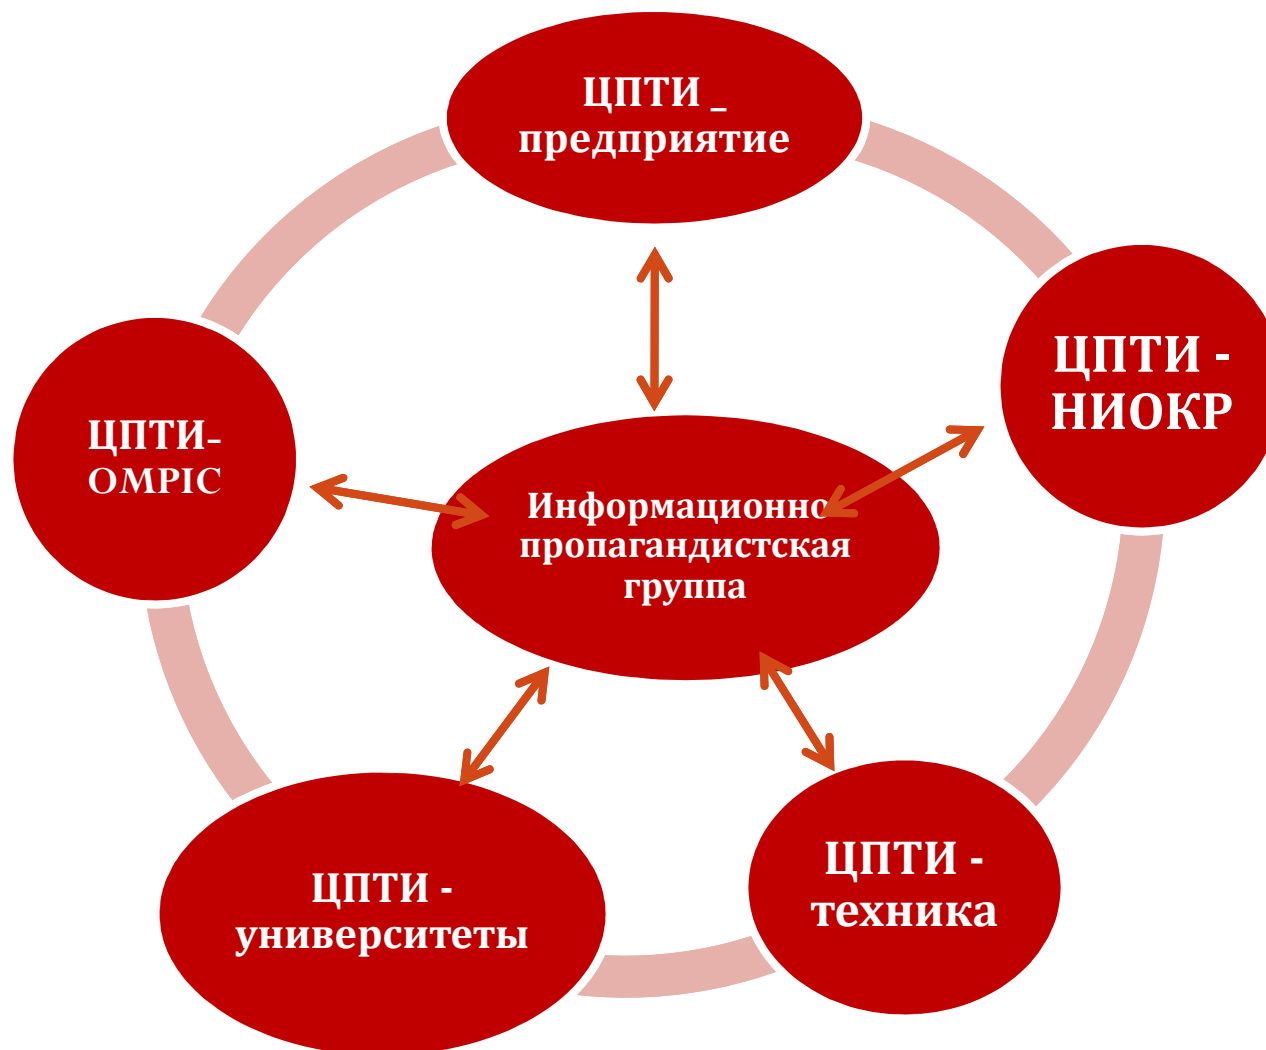 ЦПТИ _
предприятие
ЦПТИ -
НИОКР
ЦПТИ–
OMPIC
Информационно
пропагандистская
группа
ЦПТИ -
техника
ЦПТИ -
университеты